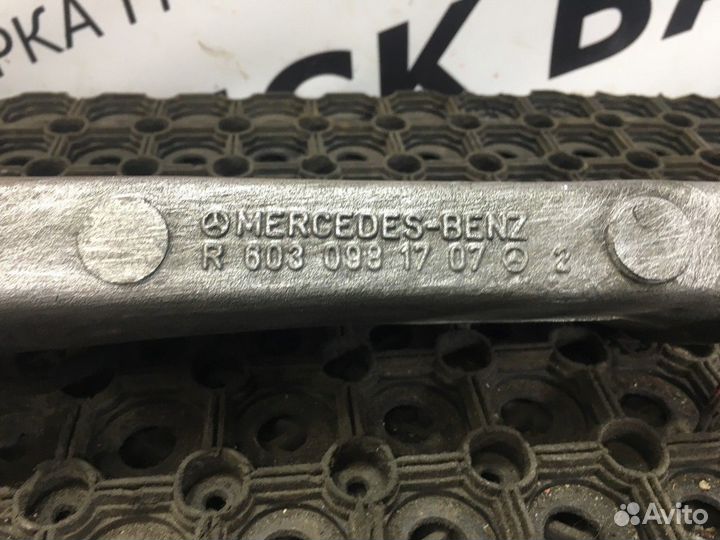 MERCEDES-BENZ
R 603 098 17 07 2
Avito